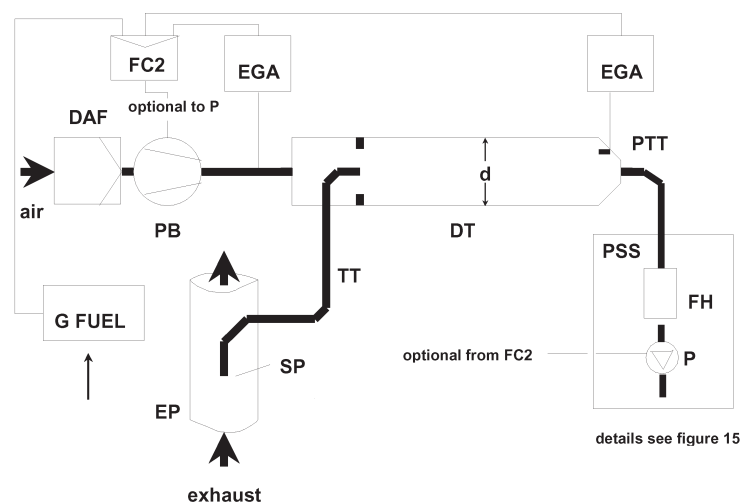 FC2
EGA
EGA
optional to P
DAF
PTT
d
air
PB
DT
PSS
TT
FH
G FUEL
SP
optional from FC2
P
EP
details see figure 15
exhaust